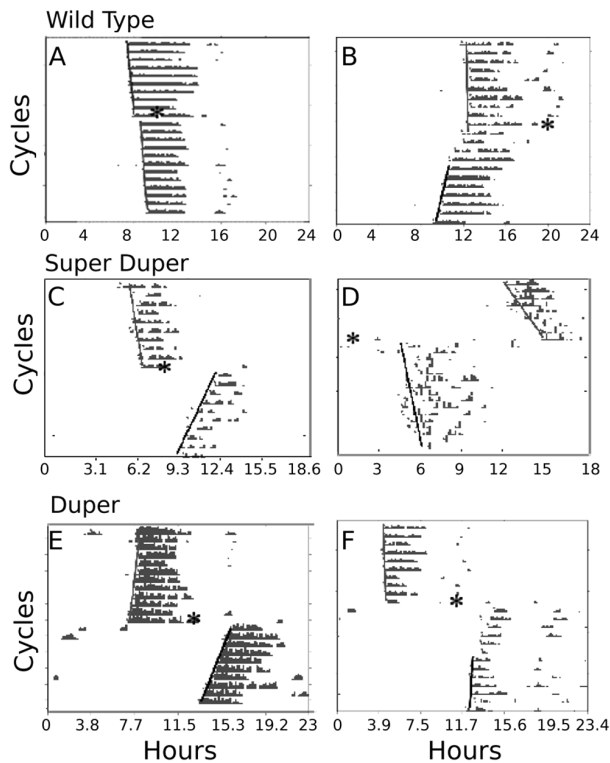 Wild Type
A
B
Cycles
*
*
0 4 8 12 16 20 24
0 4 8 12 16 20 24
Super Duper
C
D
Cycles
*
*
0 3.1 6.2 9.3 12.4 15.5 18.6
0 3 6 9 12 15 18
Duper
E
F
Cycles
*
*
0 3.8 7.7 11.5 15.3 19.2 23
0 3.9 7.5 11.7 15.6 19.5 23.4
Hours
Hours